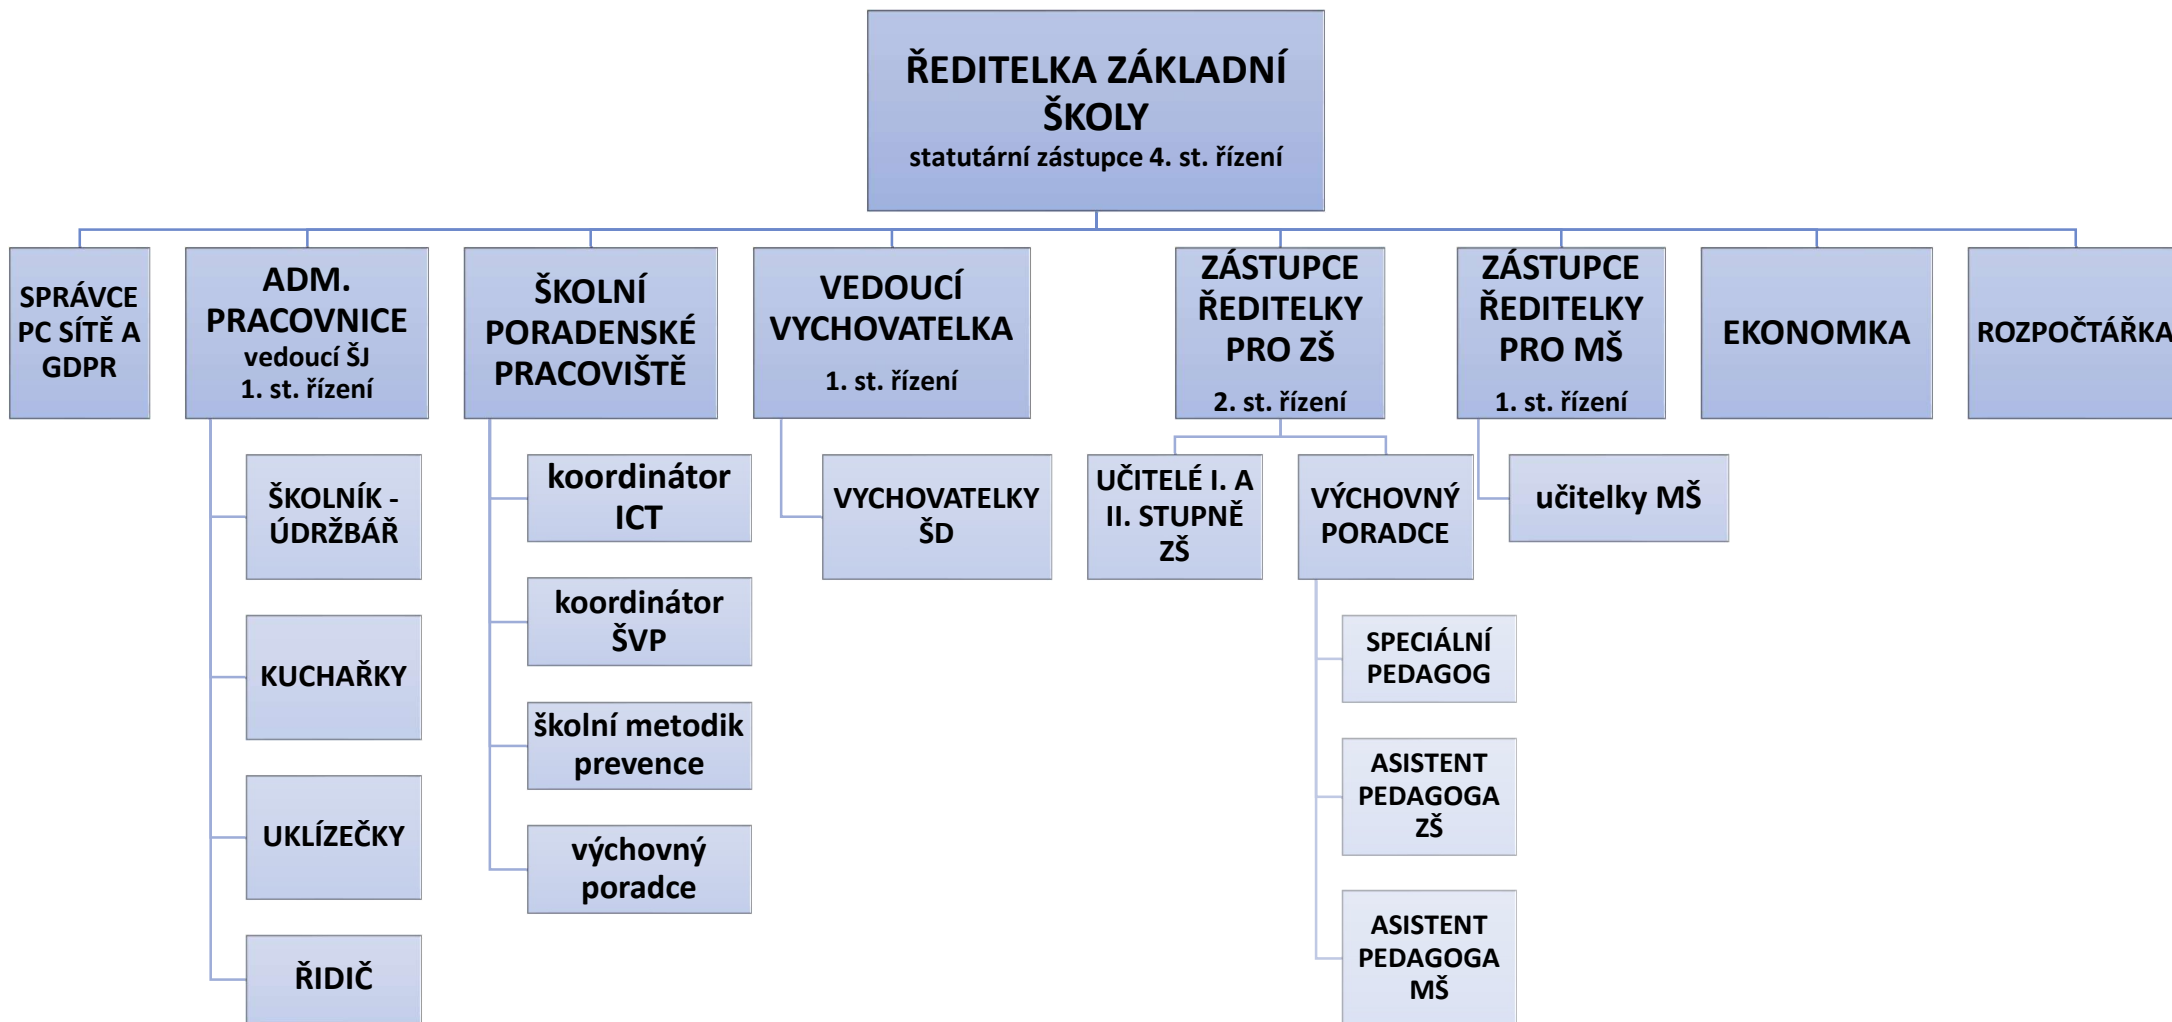 ŘEDITELKA ZÁKLADNÍ
ŠKOLY
statutární zástupce 4. st. řízení
SPRÁVCE
PC SÍTĚ A
GDPR
ADM.
PRACOVNICE
vedoucí ŠJ
1. st. řízení
ŠKOLNÍ
PORADENSKÉ
PRACOVIŠTĚ
VEDOUCÍ
VYCHOVATELKA
1. st. řízení
ZÁSTUPCE
ŘEDITELKY
PRO ZŠ
2. st. řízení
ZÁSTUPCE
ŘEDITELKY
PRO MŠ
1. st. řízení
EKONOMKA
ROZPOČTÁŘKA
ŠKOLNÍK -
ÚDRŽBÁŘ
KUCHAŘKY
UKLÍZEČKY
ŘIDIČ
koordinátor
ICT
koordinátor
ŠVP
školní metodik
prevence
výchovný
poradce
VYCHOVATELKY
ŠD
UČITELÉ I. A
II. STUPNĚ
ZŠ
VÝCHOVNÝ
PORADCE
SPECIÁLNÍ
PEDAGOG
ASISTENT
PEDAGOGA
ZŠ
ASISTENT
PEDAGOGA
MŠ
učitelky MŠ